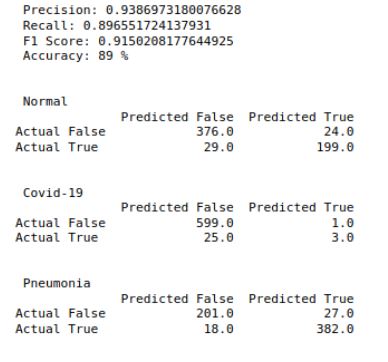 Precision: 0.9386973180076628
Recall: 0.896551724137931
F1 Score: 0.9150208177644925
Accuracy: 89 %
Normal
Predicted False Predicted True
Actual False 376.0 24.0
Actual True 29.0 199.0
Covid-19
Predicted False Predicted True
Actual False 599.0 1.0
Actual True 25.0 3.0
Pneumonia
Predicted False Predicted True
Actual False 201.0 27.0
Actual True 18.0 382.0